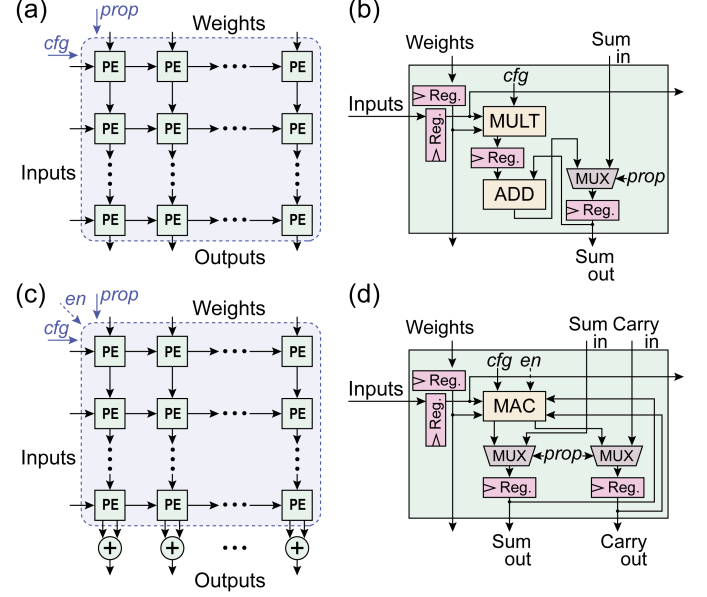 (a)
prop
Weights
cfg
PE PE PE
PE PE PE
Inputs
PE PE PE
Outputs
(b)
Weights
Sum
in
Inputs
> Reg.
> Reg.
cfg
MULT
> Reg.
ADD
MUX
prop
> Reg.
Sum
out
(c)
en
prop
Weights
cfg
PE PE PE
PE PE PE
Inputs
PE PE PE
+ + +
Outputs
(d)
Weights
Sum Carry
in in
Inputs
> Reg.
> Reg.
cfg en
MAC
MUX prop MUX
> Reg. > Reg.
Sum Carry
out out